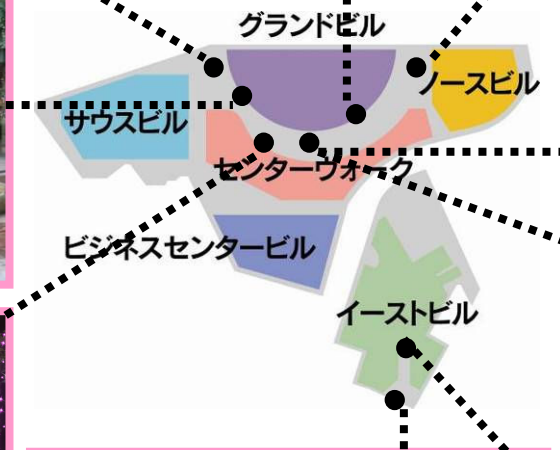 グランドビル
ノースビル
サウスビル
センターウォーク
ビジネスセンタービル
イーストビル